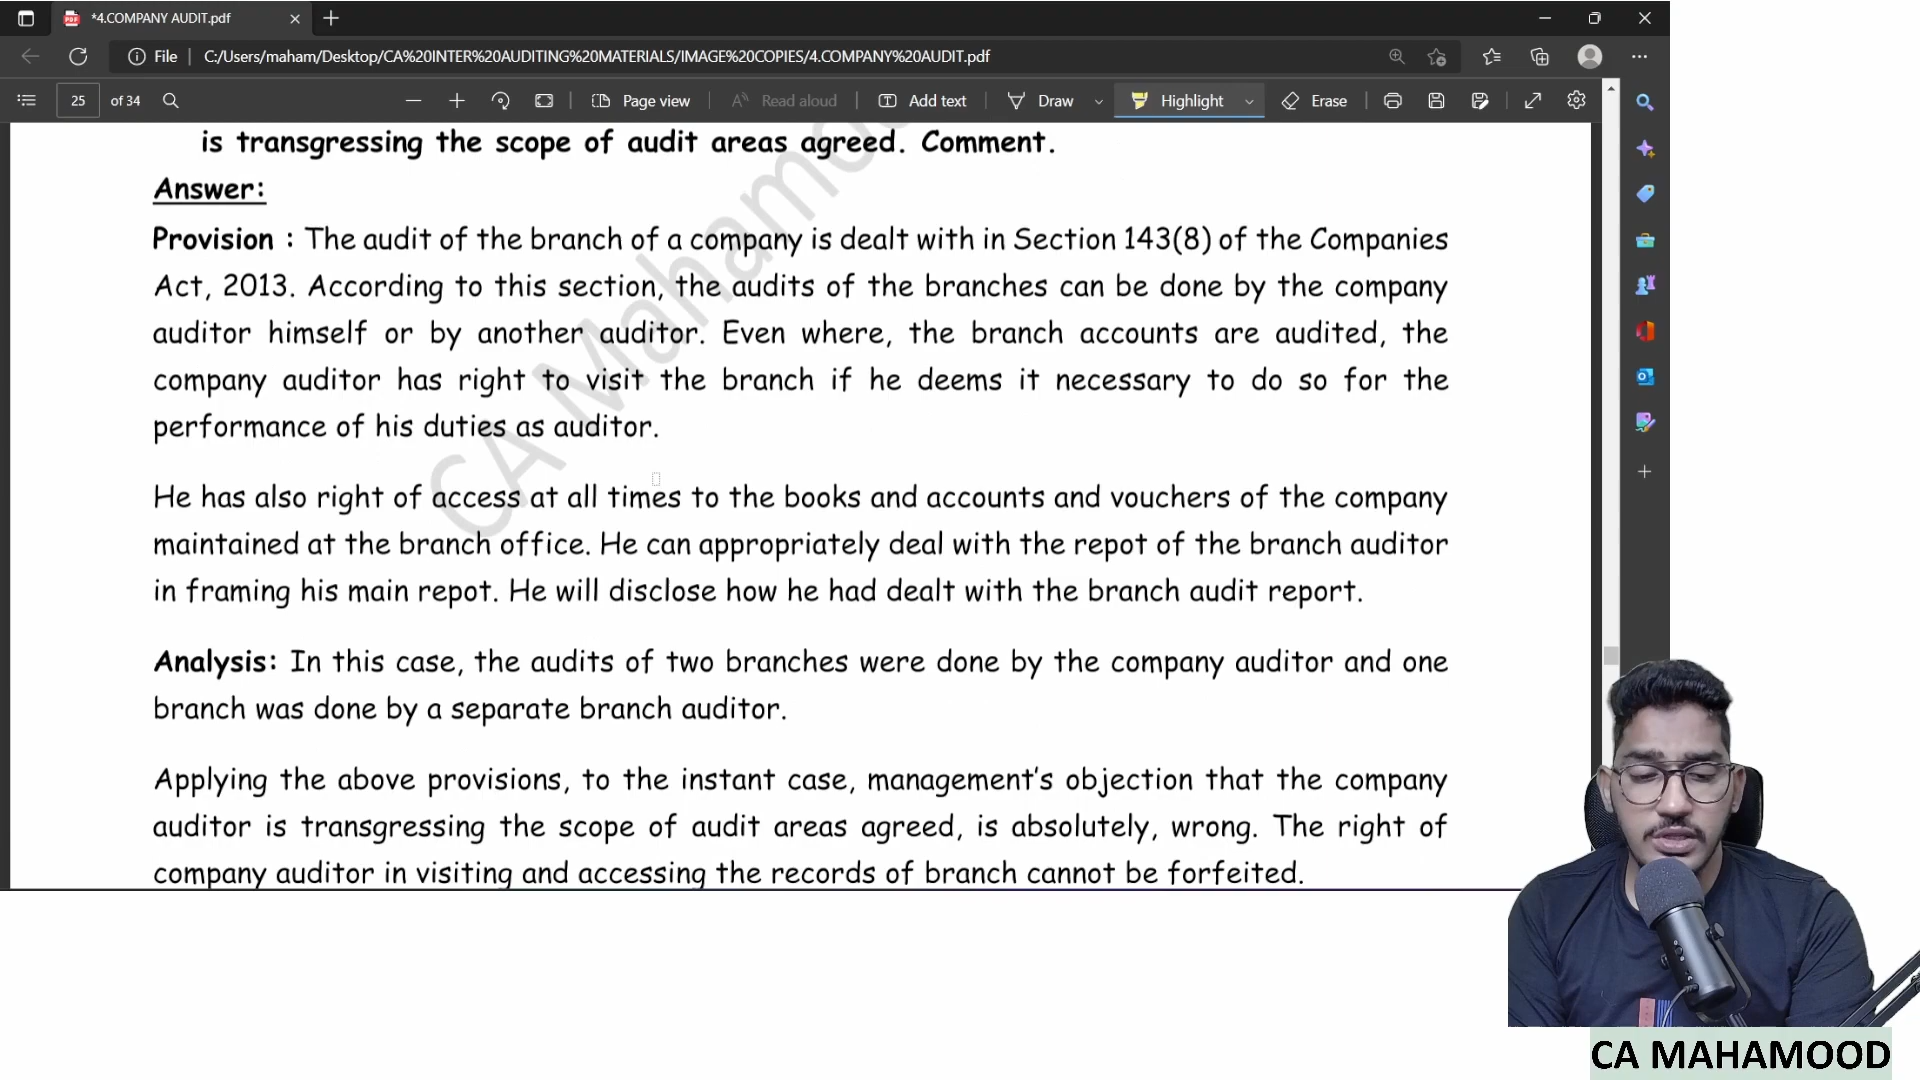 *4.COMPANY AUDIT.pdf
File C:/Users/maham/Desktop/CA%20INTER%20AUDITING%20MATERIALS/IMAGE%20COPIES/4.COMPANY%20AUDIT.pdf
25 of 34 Page view Read aloud Add text Draw Highlight Erase
is transgressing the scope of audit areas agreed. Comment.
Answer:
Provision : The audit of the branch of a company is dealt with in Section 143(8) of the Companies
Act, 2013. According to this section, the audits of the branches can be done by the company
auditor himself or by another auditor. Even where, the branch accounts are audited, the
company auditor has right to visit the branch if he deems it necessary to do so for the
performance of his duties as auditor.
He has also right of access at all times to the books and accounts and vouchers of the company
maintained at the branch office. He can appropriately deal with the repot of the branch auditor
in framing his main repot. He will disclose how he had dealt with the branch audit report.
Analysis: In this case, the audits of two branches were done by the company auditor and one
branch was done by a separate branch auditor.
Applying the above provisions, to the instant case, management's objection that the company
auditor is transgressing the scope of audit areas agreed, is absolutely, wrong. The right of
company auditor in visiting and accessing the records of branch cannot be forfeited.
CA Mahamo
CA MAHAMOOD